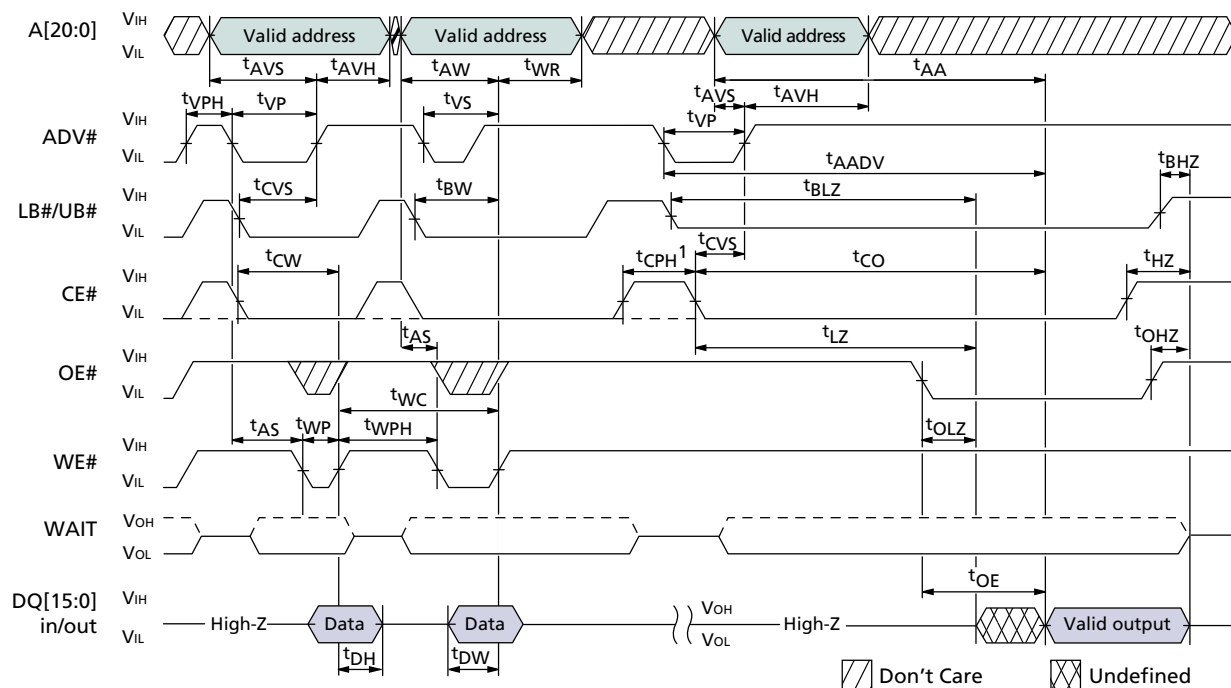 A[20:0] VIH VIL Valid address Valid address Valid address
tAVS tAVH tAW tWR tAA
tVPH tVP tVS tAVS tAVH
ADV# VIH VIL tVP
tAADV
tCVS tBW tBLZ tBHZ
LB#/UB# VIH VIL
tCVS
tCW tCPH1 tCO tHZ
CE# VIH VIL
tAS tLZ tOHZ
OE# VIH VIL
tWC
tAS tWP tWPH tOLZ
WE# VIH VIL
WAIT VOH VOL
tOE
DQ[15:0] in/out VIH VIL High-Z Data Data VOH VOL High-Z Valid output
tDH tDW
Don't Care Undefined